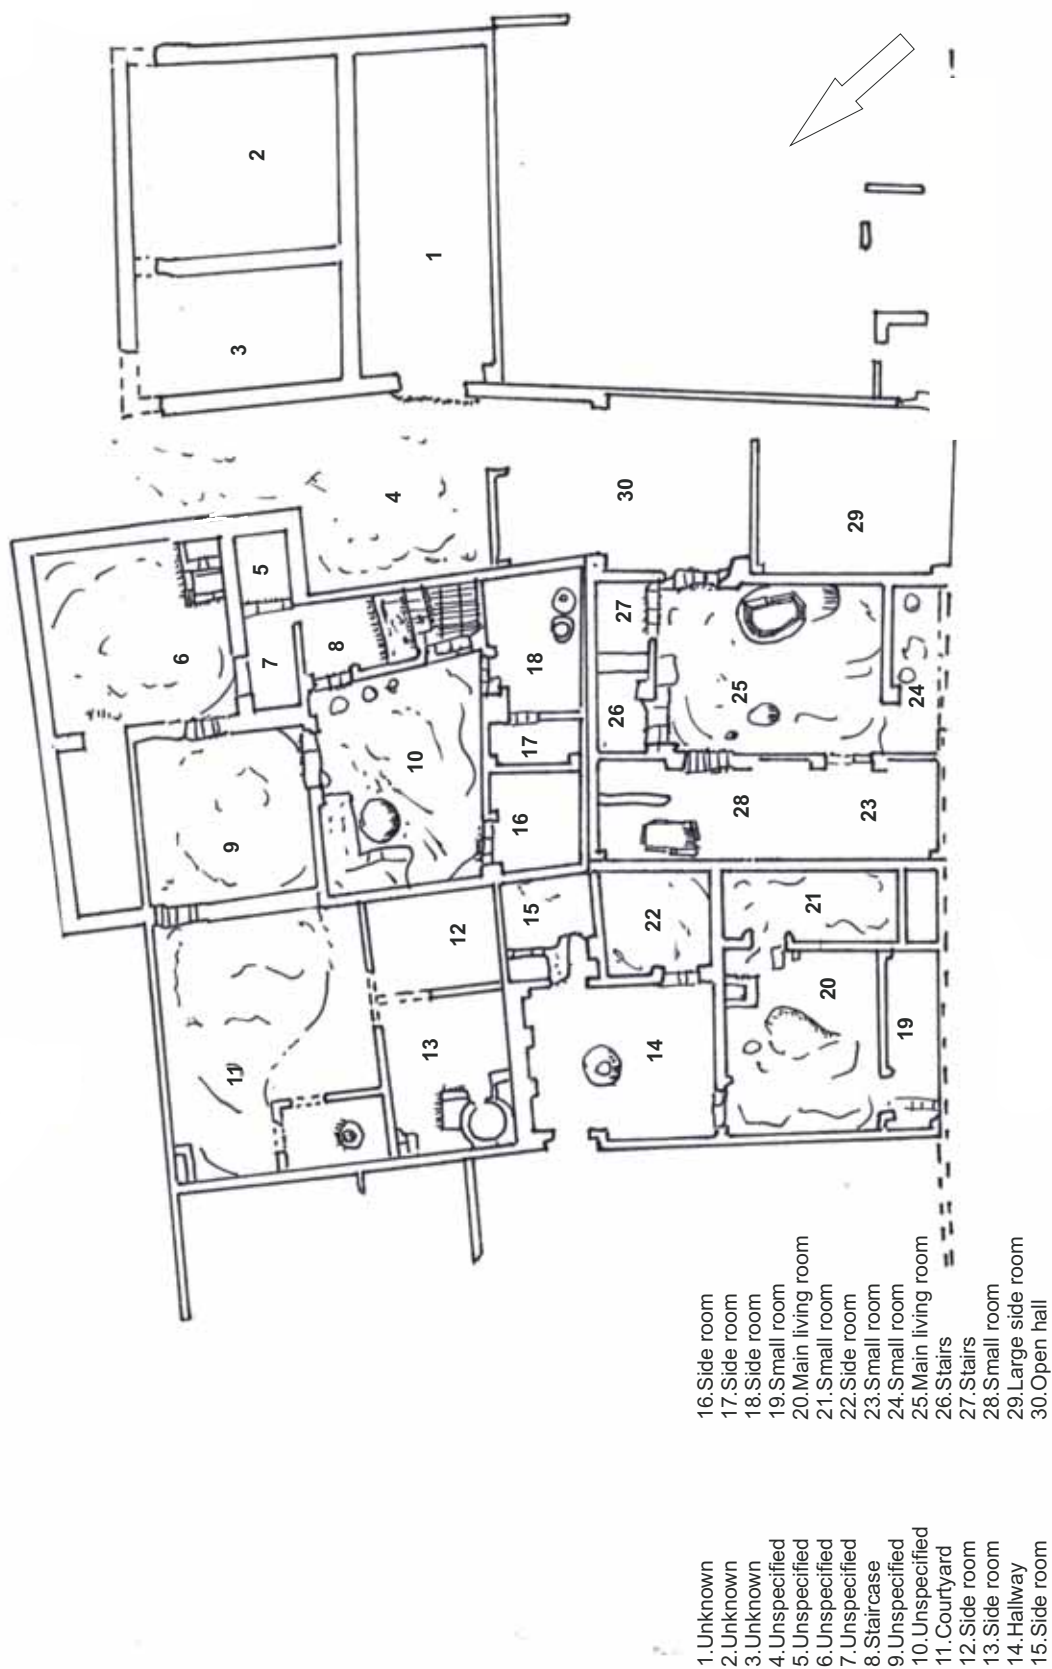 1
2
3
4
5
6
7
8
9
10
11
12
13
14
15
16
17
18
19
20
21
22
23
24
25
26
27
28
29
30
1.Unknown
2.Unknown
3.Unknown
4.Unspecified
5.Unspecified
6.Unspecified
7.Unspecified
8.Staircase
9.Unspecified
10.Unspecified
11.Courtyard
12.Side room
13.Side room
14.Hallway
15.Side room
16.Side room
17.Side room
18.Side room
19.Small room
20.Main living room
21.Small room
22.Side room
23.Small room
24.Small room
25.Main living room
26.Stairs
27.Stairs
28.Small room
29.Large side room
30.Open hall